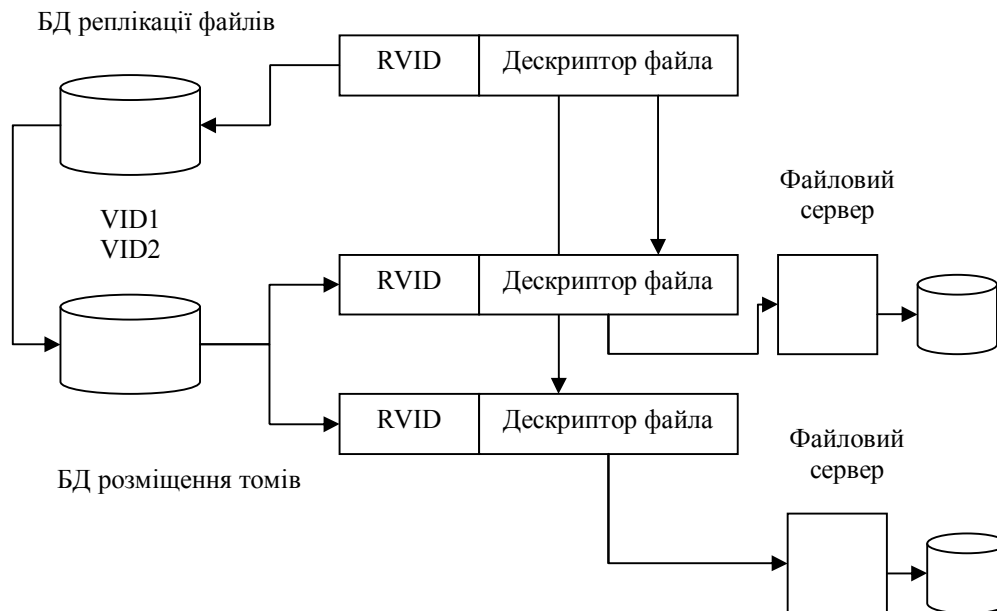 БД реплікації файлів
RVID
Дескриптор файла
Файловий
сервер
VID1
VID2
RVID
Дескриптор файла
RVID
Дескриптор файла
Файловий
сервер
БД розміщення томів